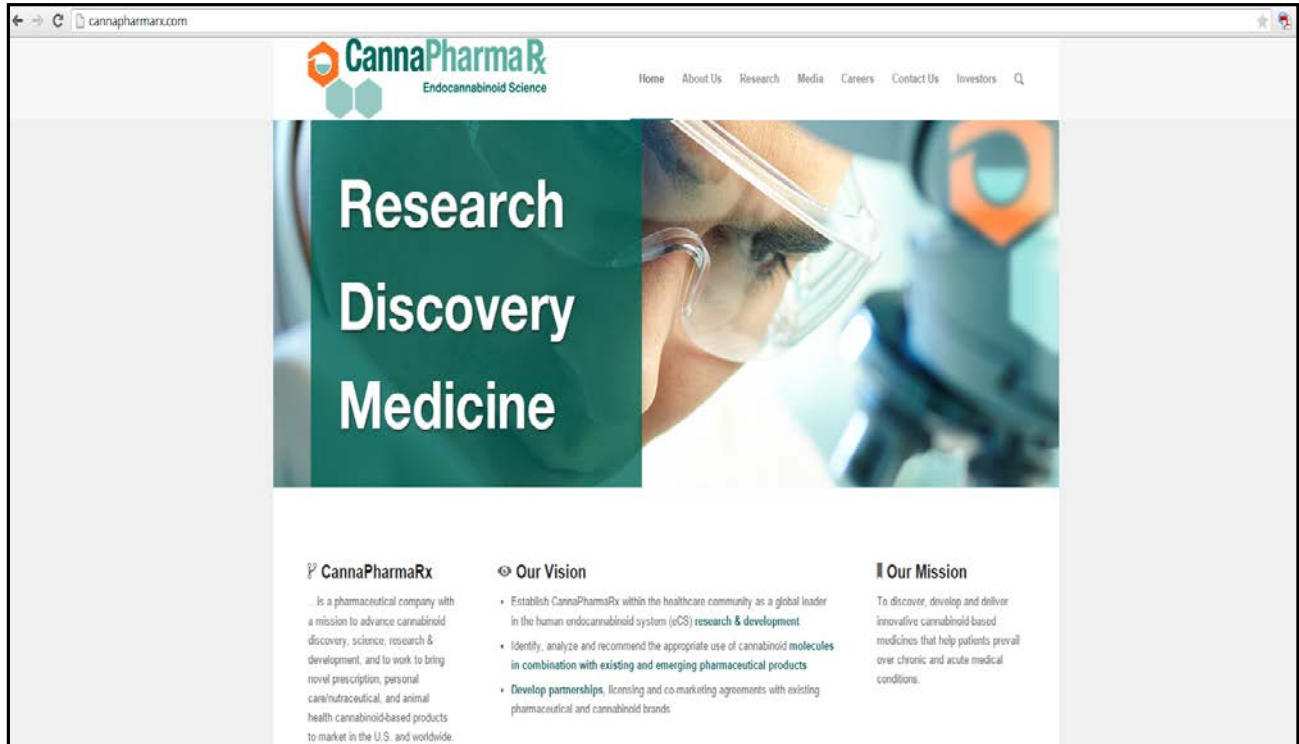 cannapharmarx.com
CannaPharmaRx
Endocannabinoid Science
Home About Us Research Media Careers Contact Us Investors
Research
Discovery
Medicine
CannaPharmaRx
... is a pharmaceutical company with
a mission to advance cannabinoid
discovery, science, research &
development, and to work to bring
novel prescription, personal
care/nutraceutical, and animal
health cannabinoid-based products
to market in the U.S. and worldwide.
Our Vision
• Establish CannaPharmaRx within the healthcare community as a global leader
in the human endocannabinoid system (eCS) research & development
• Identify, analyze and recommend the appropriate use of cannabinoid molecules
in combination with existing and emerging pharmaceutical products
• Develop partnerships, licensing and co-marketing agreements with existing
pharmaceutical and cannabinoid brands
Our Mission
To discover, develop and deliver
innovative cannabinoid-based
medicines that help patients prevail
over chronic and acute medical
conditions.